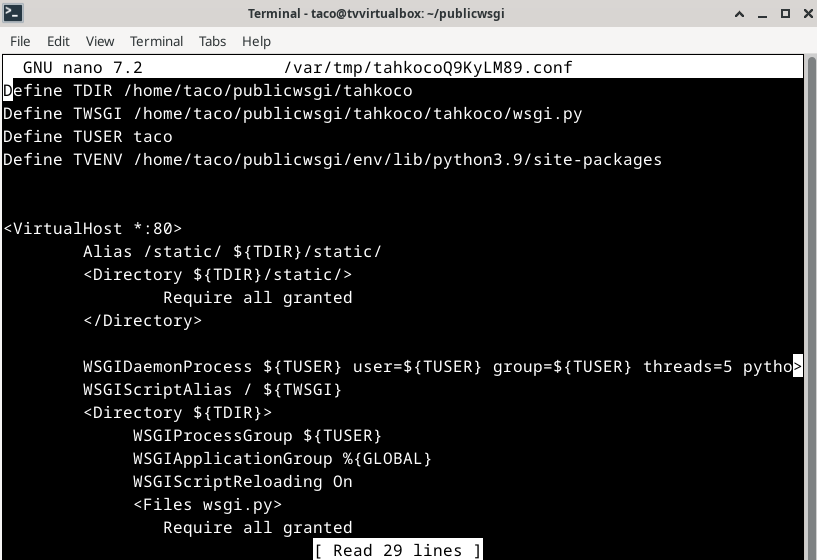 Terminal - taco@tvvirtualbox: ~/publicwsgi
File Edit View Terminal Tabs Help
GNU nano 7.2 /var/tmp/tahkocoQ9KyLM89.conf
Define TDIR /home/taco/publicwsgi/tahkoco
Define TWSGI /home/taco/publicwsgi/tahkoco/tahkoco/wsgi.py
Define TUSER taco
Define TVENV /home/taco/publicwsgi/env/lib/python3.9/site-packages
<VirtualHost *:80>
Alias /static/ ${TDIR}/static/
<Directory ${TDIR}/static/>
Require all granted
</Directory>
WSGIDaemonProcess ${TUSER} user=${TUSER} group=${TUSER} threads=5 pytho>
WSGIScriptAlias / ${TWSGI}
<Directory ${TDIR}>
WSGIProcessGroup ${TUSER}
WSGIApplicationGroup %{GLOBAL}
WSGIScriptReloading On
<Files wsgi.py>
Require all granted
[ Read 29 lines ]